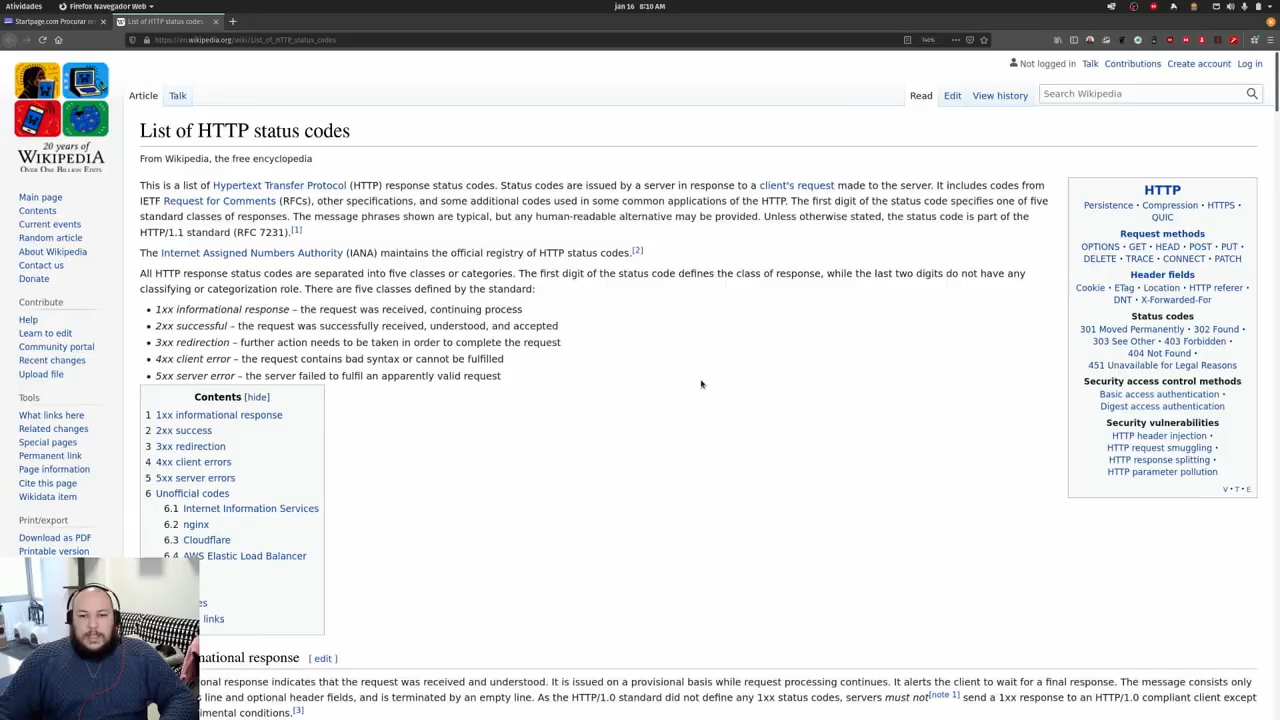 Atividades
Firefox Navegador Web
jan 16 8:10 AM
Startpage.com Procurar
List of HTTP status codes
https://en.wikipedia.org/wiki/List_of_HTTP_status_codes
140%
Not logged in Talk Contributions Create account Log in
Article Talk
Read Edit View history
Search Wikipedia
20 years of
WIKIPEDIA
OVER ONE BILLION EDITS
Main page
Contents
Current events
Random article
About Wikipedia
Contact us
Donate
Contribute
Help
Learn to edit
Community portal
Recent changes
Upload file
Tools
What links here
Related changes
Special pages
Permanent link
Page information
Cite this page
Wikidata item
Print/export
Download as PDF
Printable version
List of HTTP status codes
From Wikipedia, the free encyclopedia
This is a list of Hypertext Transfer Protocol (HTTP) response status codes. Status codes are issued by a server in response to a client's request made to the server. It includes codes from
IETF Request for Comments (RFCs), other specifications, and some additional codes used in some common applications of the HTTP. The first digit of the status code specifies one of five
standard classes of responses. The message phrases shown are typical, but any human-readable alternative may be provided. Unless otherwise stated, the status code is part of the
HTTP/1.1 standard (RFC 7231).[1]
The Internet Assigned Numbers Authority (IANA) maintains the official registry of HTTP status codes.[2]
All HTTP response status codes are separated into five classes or categories. The first digit of the status code defines the class of response, while the last two digits do not have any
classifying or categorization role. There are five classes defined by the standard:
• 1xx informational response – the request was received, continuing process
• 2xx successful – the request was successfully received, understood, and accepted
• 3xx redirection – further action needs to be taken in order to complete the request
• 4xx client error – the request contains bad syntax or cannot be fulfilled
• 5xx server error – the server failed to fulfil an apparently valid request
Contents [hide]
1 1xx informational response
2 2xx success
3 3xx redirection
4 4xx client errors
5 5xx server errors
6 Unofficial codes
6.1 Internet Information Services
6.2 nginx
6.3 Cloudflare
6.4 AWS Elastic Load Balancer
es
links
HTTP
Persistence • Compression • HTTPS •
QUIC
Request methods
OPTIONS • GET • HEAD • POST • PUT •
DELETE • TRACE • CONNECT • PATCH
Header fields
Cookie • ETag • Location • HTTP referer •
DNT • X-Forwarded-For
Status codes
301 Moved Permanently • 302 Found •
303 See Other • 403 Forbidden •
404 Not Found •
451 Unavailable for Legal Reasons
Security access control methods
Basic access authentication •
Digest access authentication
Security vulnerabilities
HTTP header injection •
HTTP request smuggling •
HTTP response splitting •
HTTP parameter pollution
V • T • E
national response [ edit ]
onal response indicates that the request was received and understood. It is issued on a provisional basis while request processing continues. It alerts the client to wait for a final response. The message consists only
s line and optional header fields, and is terminated by an empty line. As the HTTP/1.0 standard did not define any 1xx status codes, servers must not[note 1] send a 1xx response to an HTTP/1.0 compliant client except
imental conditions.[3]